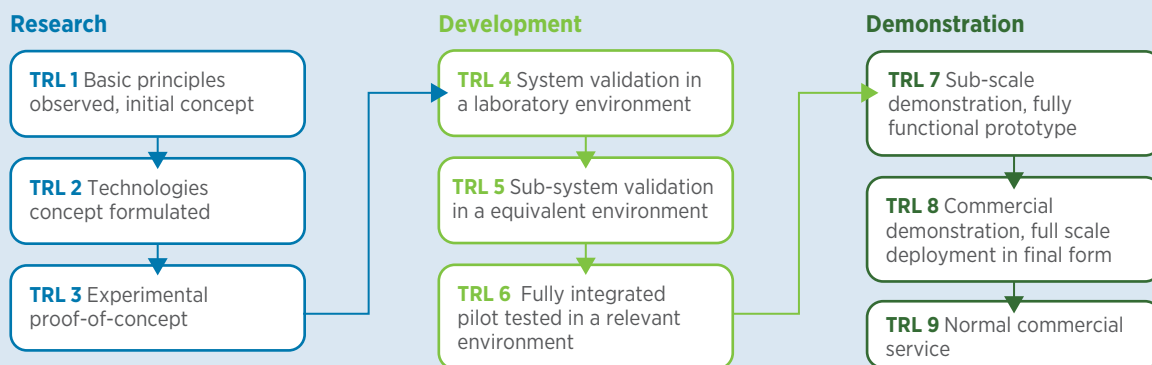 Research
TRL 1 Basic principles
observed, initial concept
TRL 2 Technologies
concept formulated
TRL 3 Experimental
proof-of-concept
Development
TRL 4 System validation in
a laboratory environment
TRL 5 Sub-system validation
in a equivalent environment
TRL 6 Fully integrated
pilot tested in a relevant
environment
Demonstration
TRL 7 Sub-scale
demonstration, fully
functional prototype
TRL 8 Commercial
demonstration, full scale
deployment in final form
TRL 9 Normal commercial
service